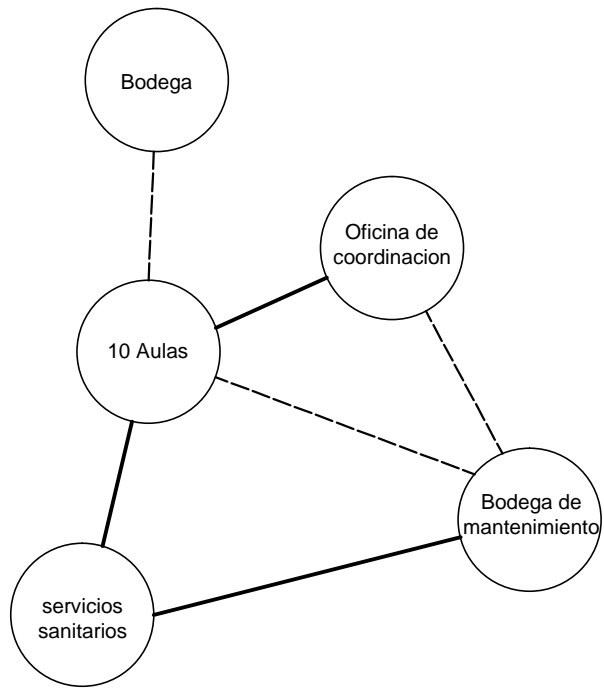 Bodega
Oficina de
coordinacion
10 Aulas
Bodega de
mantenimiento
servicios
sanitarios